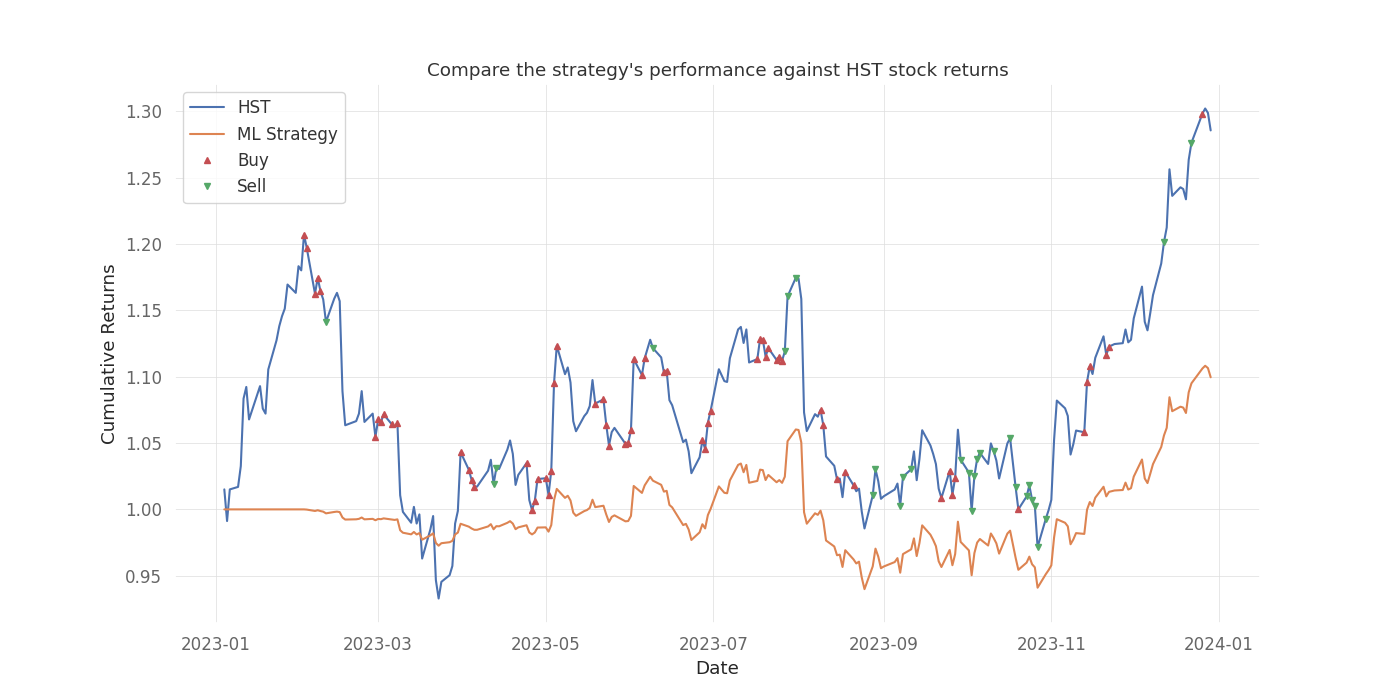 Compare the strategy's performance against HST stock returns
HST
ML Strategy
Buy
Sell
Cumulative Returns
1.30
1.25
1.20
1.15
1.10
1.05
1.00
0.95
2023-01
2023-03
2023-05
2023-07
2023-09
2023-11
2024-01
Date